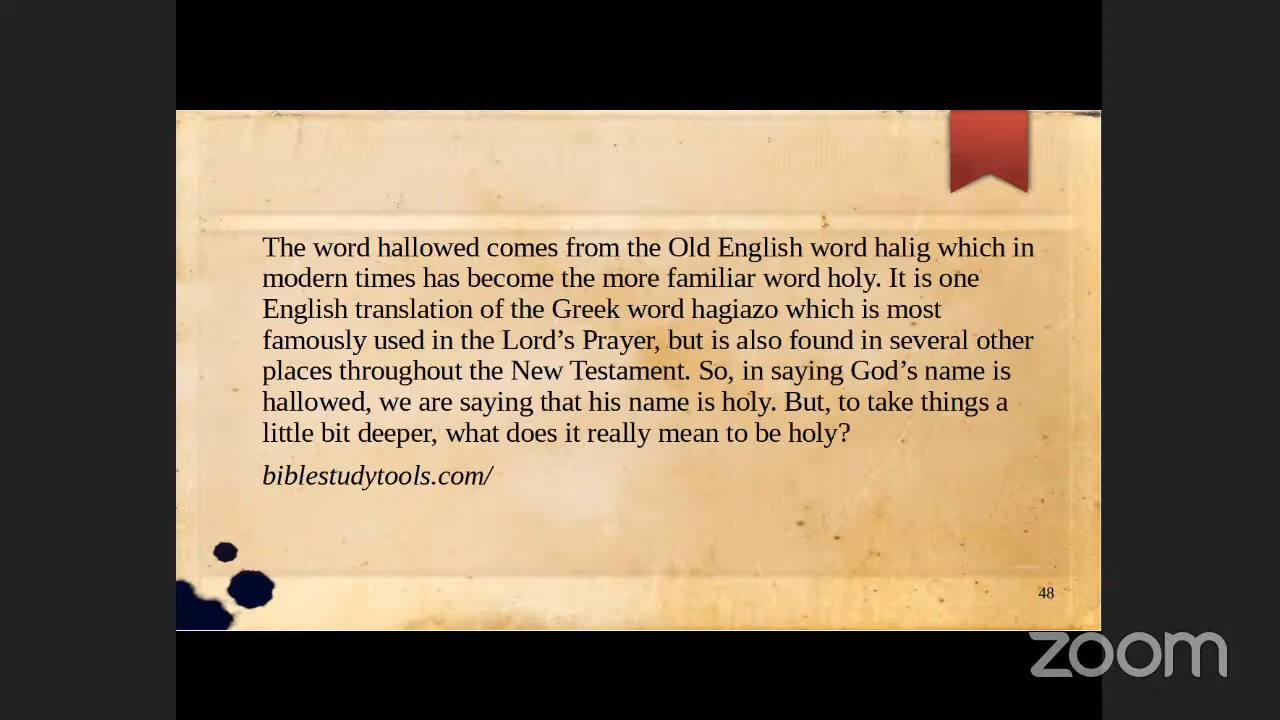 The word hallowed comes from the Old English word halig which in
modern times has become the more familiar word holy. It is one
English translation of the Greek word hagiazo which is most
famously used in the Lord’s Prayer, but is also found in several other
places throughout the New Testament. So, in saying God’s name is
hallowed, we are saying that his name is holy. But, to take things a
little bit deeper, what does it really mean to be holy?
biblestudytools.com/
48
zoom